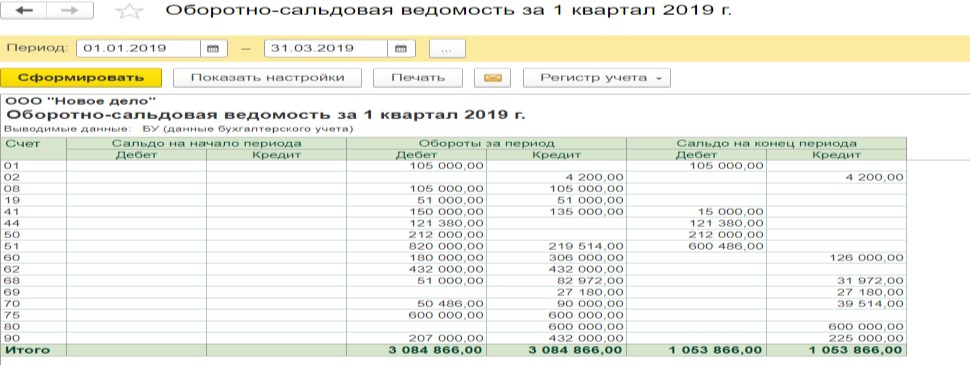 Оборотно-сальдовая ведомость за 1 квартал 2019 г.
Период: 01.01.2019 – 31.03.2019 ...
Сформировать Показать настройки Печать Регистр учета
ООО "Новое дело"
Оборотно-сальдовая ведомость за 1 квартал 2019 г.
Выводимые данные: БУ (данные бухгалтерского учета)
Счет Сальдо на начало периода Обороты за период Сальдо на конец периода
Дебет Кредит Дебет Кредит Дебет Кредит
01 105 000,00 105 000,00
02 4 200,00 4 200,00
08 105 000,00 105 000,00
19 51 000,00 51 000,00
41 150 000,00 135 000,00 15 000,00
44 121 380,00 121 380,00
50 212 000,00 212 000,00
51 820 000,00 219 514,00 600 486,00
60 180 000,00 306 000,00 126 000,00
62 432 000,00 432 000,00
68 51 000,00 82 972,00 31 972,00
69 27 180,00 27 180,00
70 50 486,00 90 000,00 39 514,00
75 600 000,00 600 000,00
80 600 000,00 600 000,00
90 207 000,00 432 000,00 225 000,00
Итого 3 084 866,00 3 084 866,00 1 053 866,00 1 053 866,00